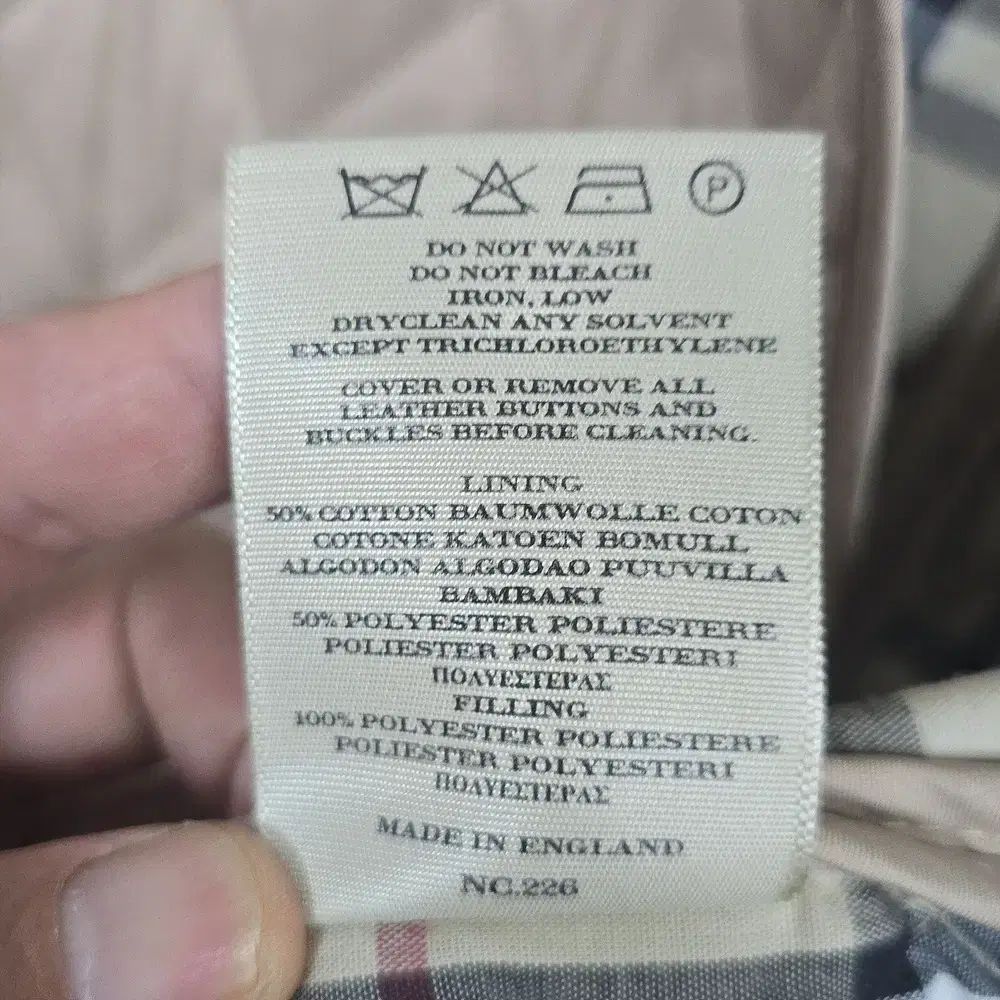 P
DO NOT WASH
DO NOT BLEACH
IRON, LOW
DRYCLEAN ANY SOLVENT
EXCEPT TRICHLOROETHYLENE
COVER OR REMOVE ALL
LEATHER BUTTONS AND
BUCKLES BEFORE CLEANING.
LINING
50% COTTON BAUMWOLLE COTON
COTONE KATOEN BOMULL
ALGODON ALGODAO PUUVILLA
BAMBAKI
50% POLYESTER POLIESTERE
POLIESTER POLYESTERI
ΠΟΛΥΕΣΤΕΡΑΣ
FILLING
100% POLYESTER POLIESTERE
POLIESTER POLYESTERI
ΠΟΛΥΕΣΤΕΡΑΣ
MADE IN ENGLAND
NC.226